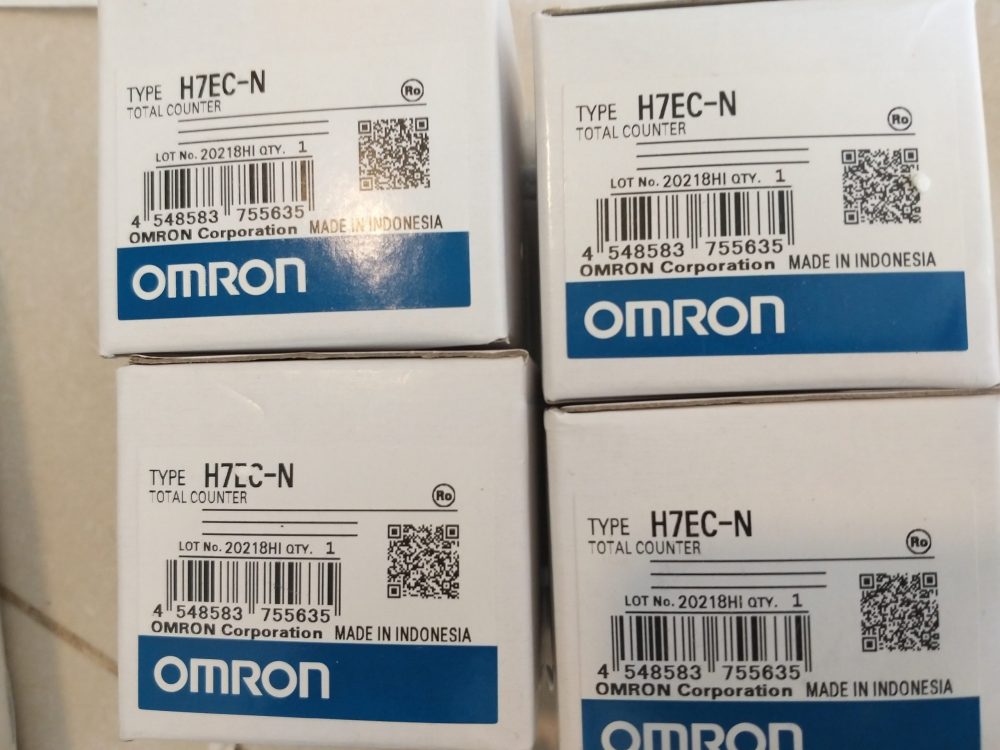 TYPE H7EC-N
Ro
TOTAL COUNTER
LOT No. 20218HI QTY. 1
4 548583 755635
OMRON Corporation MADE IN INDONESIA
OMRON
TYPE H7EC-N
Ro
TOTAL COUNTER
LOT No. 20218HI QTY. 1
4 548583 755635
OMRON Corporation MADE IN INDONESIA
OMRON
TYPE H7EC-N
Ro
TOTAL COUNTER
LOT No. 20218HI QTY. 1
4 548583 755635
OMRON Corporation MADE IN INDONESIA
OMRON
TYPE H7EC-N
Ro
TOTAL COUNTER
LOT No. 20218HI QTY. 1
4 548583 755635
OMRON Corporation MADE IN INDONESIA
OMRON